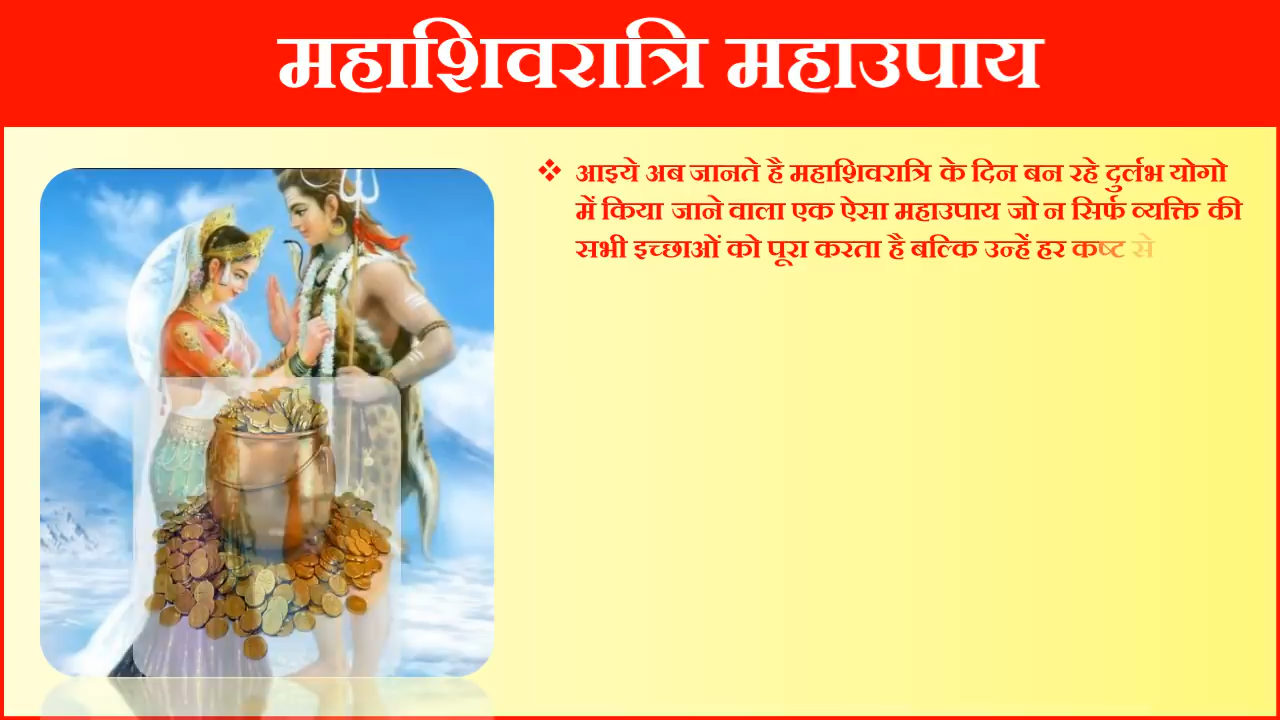 महाशिवरात्रि महाउपाय
❖ आइये अब जानते है महाशिवरात्रि के दिन बन रहे दुर्लभ योगो
में किया जाने वाला एक ऐसा महाउपाय जो न सिर्फ व्यक्ति की
सभी इच्छाओं को पूरा करता है बल्कि उन्हें हर कष्ट से